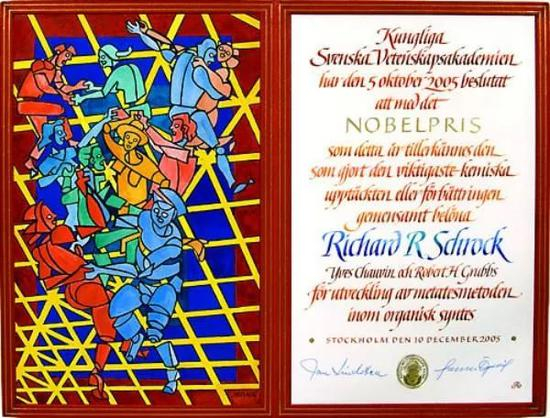 Kungliga
Svenska Vetenskapsakademien
har den 5 oktober 2005 beslutat
att med det
NOBELPRIS
som detta år tillerkännes den
som gjort den viktigaste kemiska
upptäckten eller förbättringen
gemensamt belöna
Richard R Schrock
Yves Chauvin och Robert H Grubbs
för utveckling av metatesmetoden
inom organisk syntes
STOCKHOLM DEN 10 DECEMBER 2005